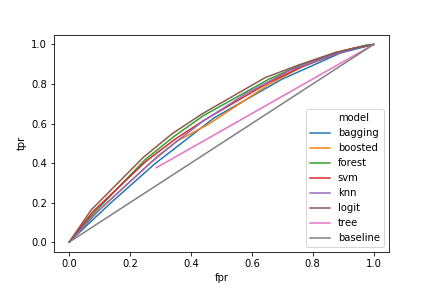 1.0
0.8
0.6
0.4
0.2
0.0
tpr
0.0 0.2 0.4 0.6 0.8 1.0
fpr
model
bagging
boosted
forest
svm
knn
logit
tree
baseline